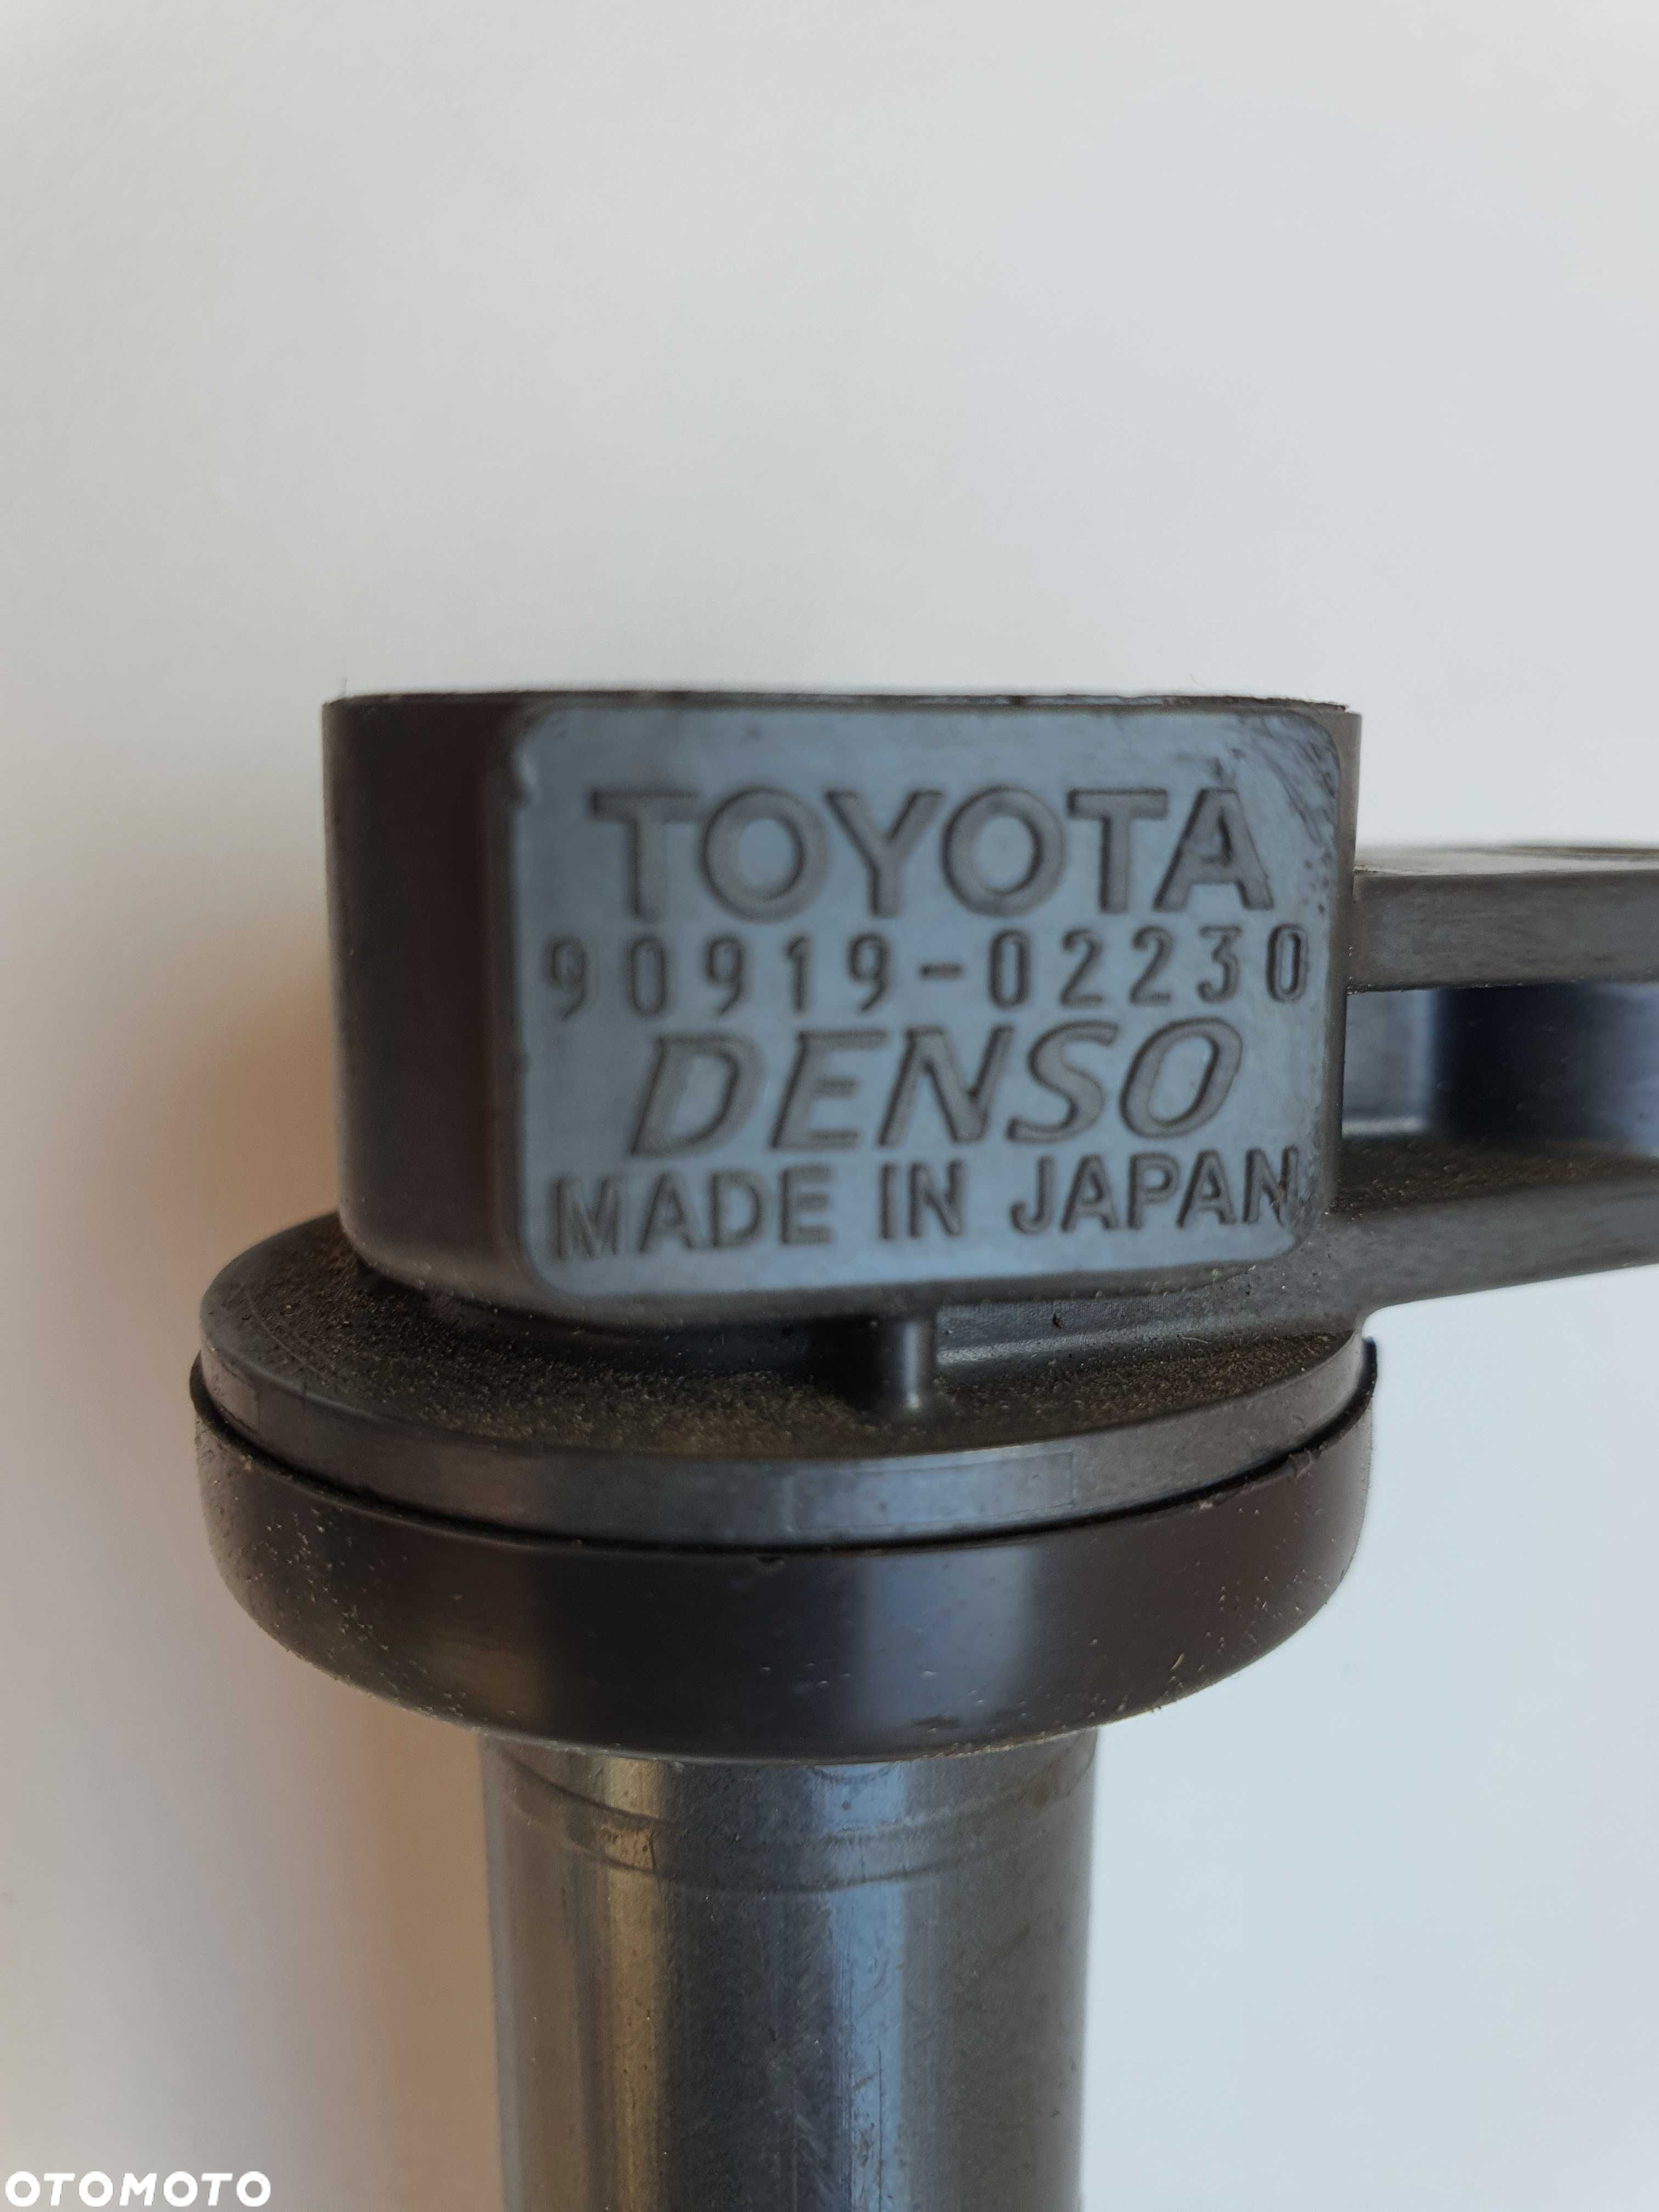 TOYOTA
90919-02230
DENSO
MADE IN JAPAN
OTOMOTO